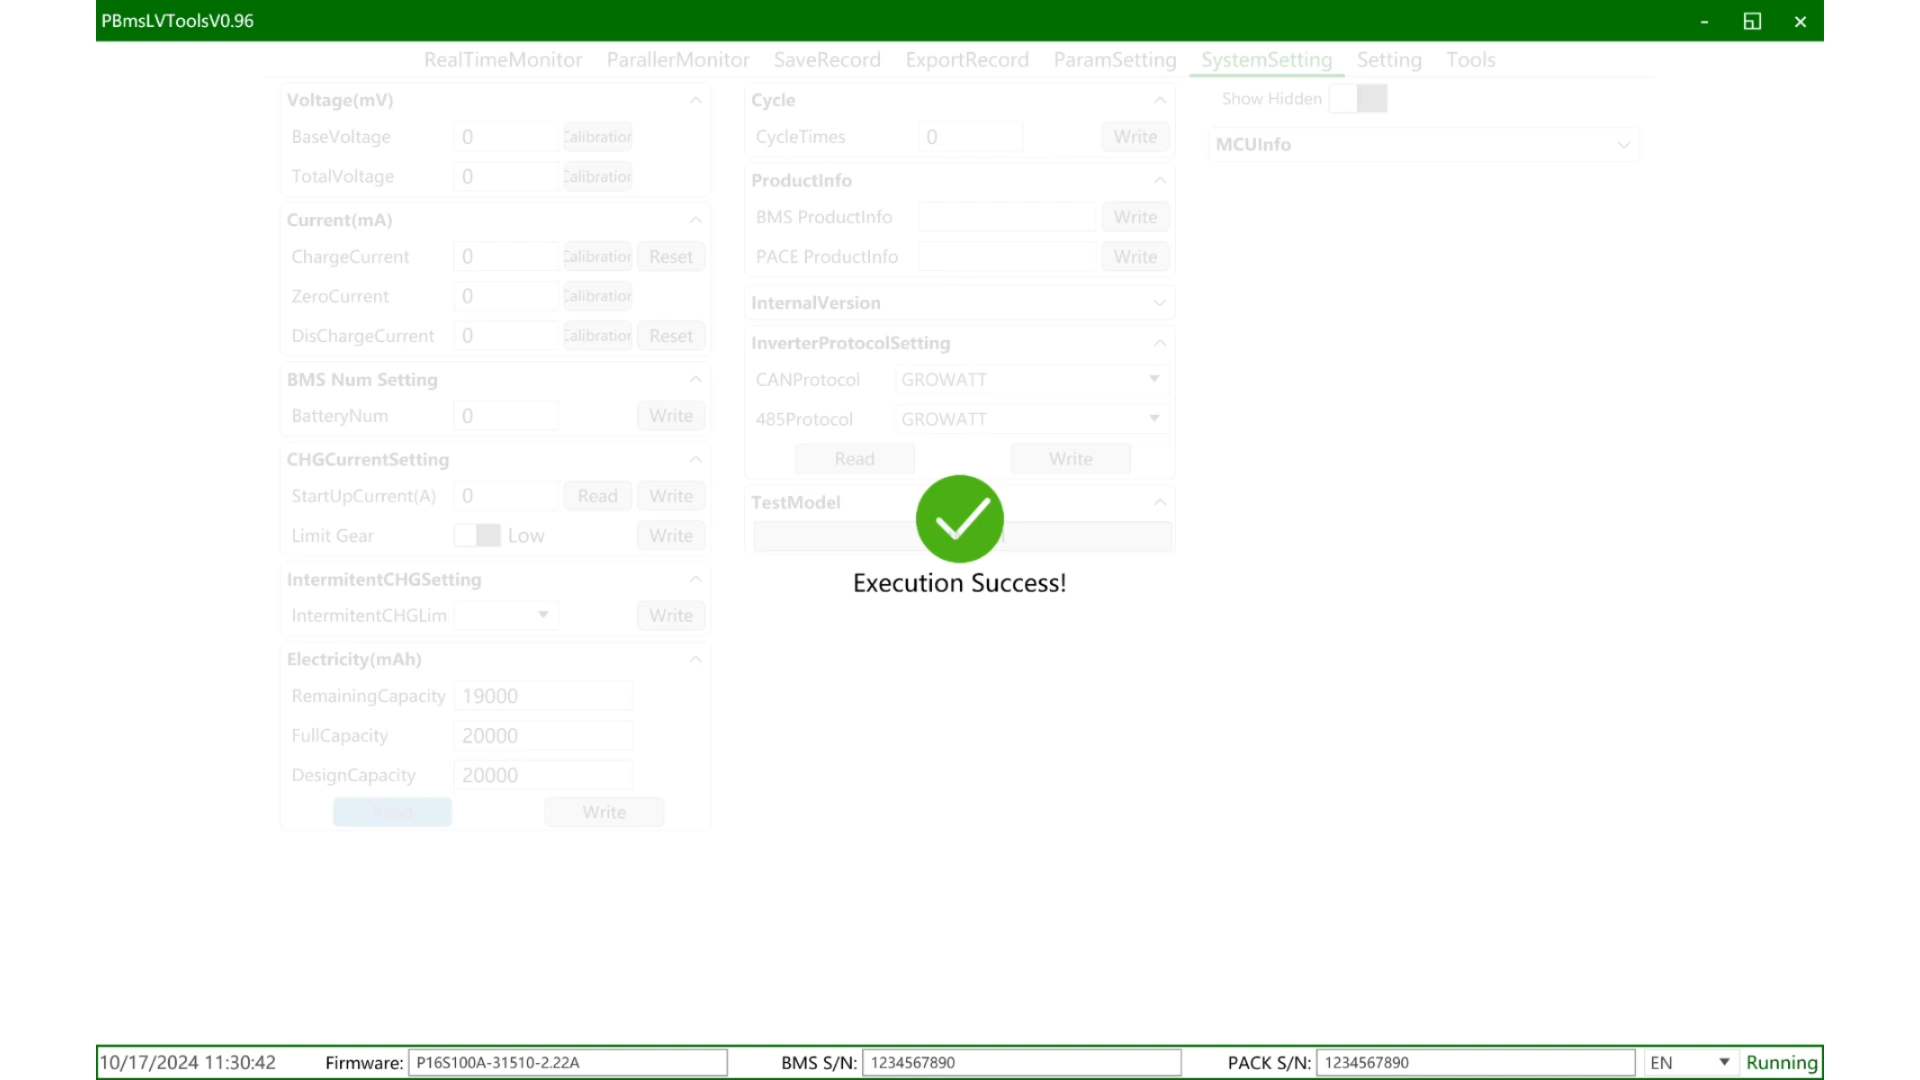 PBmsLVToolsV0.96
RealTimeMonitor ParallerMonitor SaveRecord ExportRecord ParamSetting SystemSetting Setting Tools
Voltage(mV)
BaseVoltage 0 Calibration
TotalVoltage 0 Calibration
Current(mA)
ChargeCurrent 0 Calibration Reset
ZeroCurrent 0 Calibration
DisChargeCurrent 0 Calibration Reset
BMS Num Setting
BatteryNum 0 Write
CHGCurrentSetting
StartUpCurrent(A) 0 Read Write
Limit Gear Low Write
IntermitentCHGSetting
IntermitentCHGLim Write
Electricity(mAh)
RemainingCapacity 19000
FullCapacity 20000
DesignCapacity 20000
Read Write
Cycle
CycleTimes 0 Write
ProductInfo
BMS ProductInfo Write
PACE ProductInfo Write
InternalVersion
InverterProtocolSetting
CANProtocol GROWATT
485Protocol GROWATT
Read Write
TestModel
Execution Success!
Show Hidden
MCUInfo
10/17/2024 11:30:42 Firmware: P16S100A-31510-2.22A BMS S/N: 1234567890 PACK S/N: 1234567890 EN Running